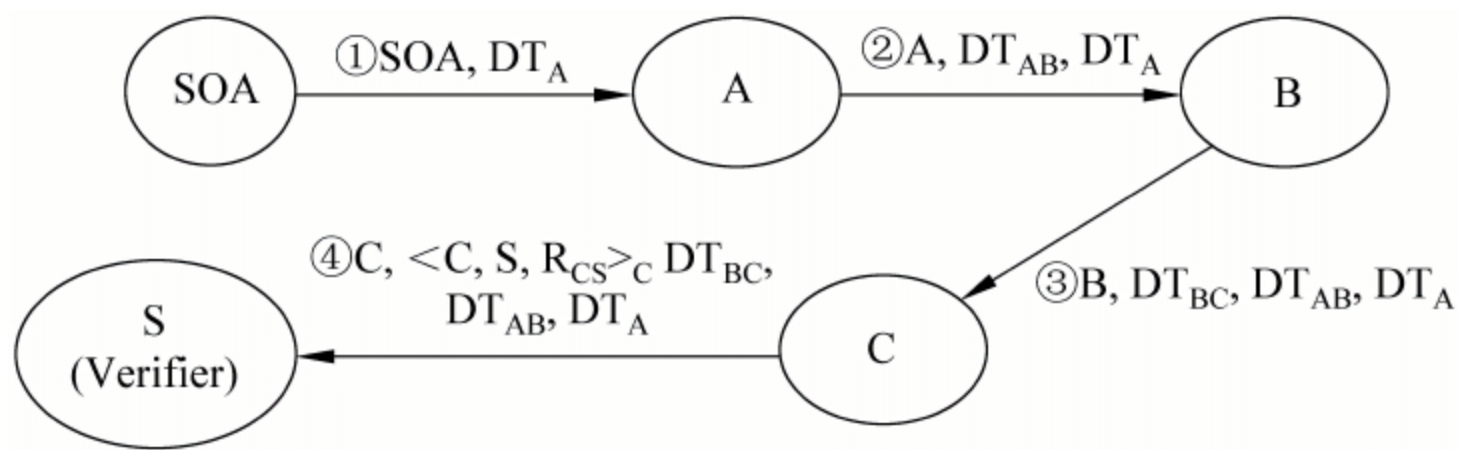 SOA
①SOA, DT_A
A
②A, DT_AB, DT_A
B
③B, DT_BC, DT_AB, DT_A
C
④C, <C, S, R_CS>_C DT_BC,
DT_AB, DT_A
S
(Verifier)